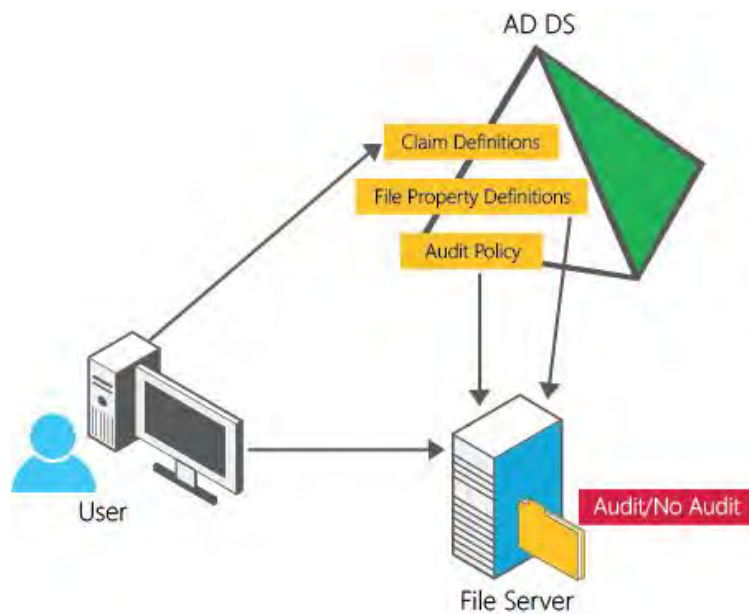 AD DS
Claim Definitions
File Property Definitions
Audit Policy
User
Audit/No Audit
File Server